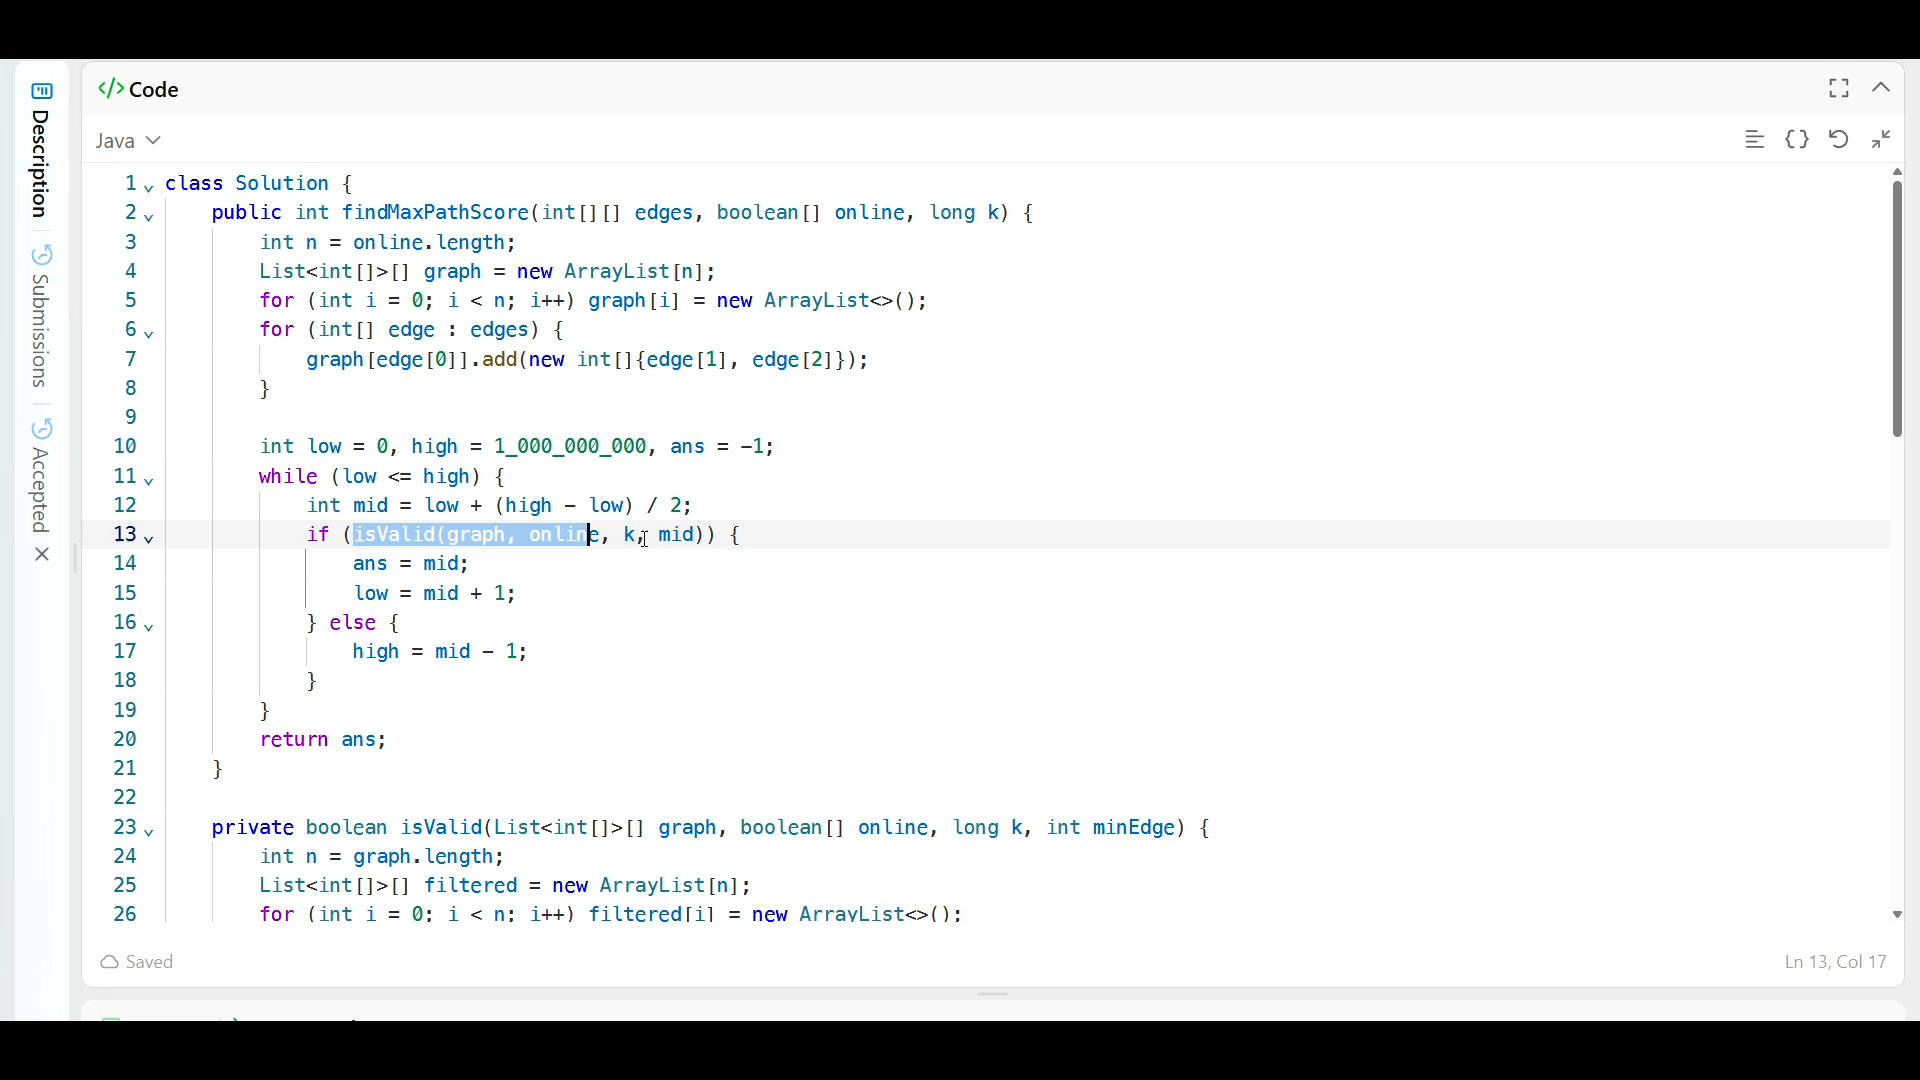 Description
Submissions
Accepted
</> Code
Java
1 class Solution {
2 public int findMaxPathScore(int[][] edges, boolean[] online, long k) {
3 int n = online.length;
4 List<int[]>[] graph = new ArrayList[n];
5 for (int i = 0; i < n; i++) graph[i] = new ArrayList<>();
6 for (int[] edge : edges) {
7 graph[edge[0]].add(new int[]{edge[1], edge[2]});
8 }
9
10 int low = 0, high = 1_000_000_000, ans = -1;
11 while (low <= high) {
12 int mid = low + (high - low) / 2;
13 if (isValid(graph, online, k, mid)) {
14 ans = mid;
15 low = mid + 1;
16 } else {
17 high = mid - 1;
18 }
19 }
20 return ans;
21 }
22
23 private boolean isValid(List<int[]>[] graph, boolean[] online, long k, int minEdge) {
24 int n = graph.length;
25 List<int[]>[] filtered = new ArrayList[n];
26 for (int i = 0; i < n; i++) filtered[i] = new ArrayList<>();
Saved
Ln 13, Col 17